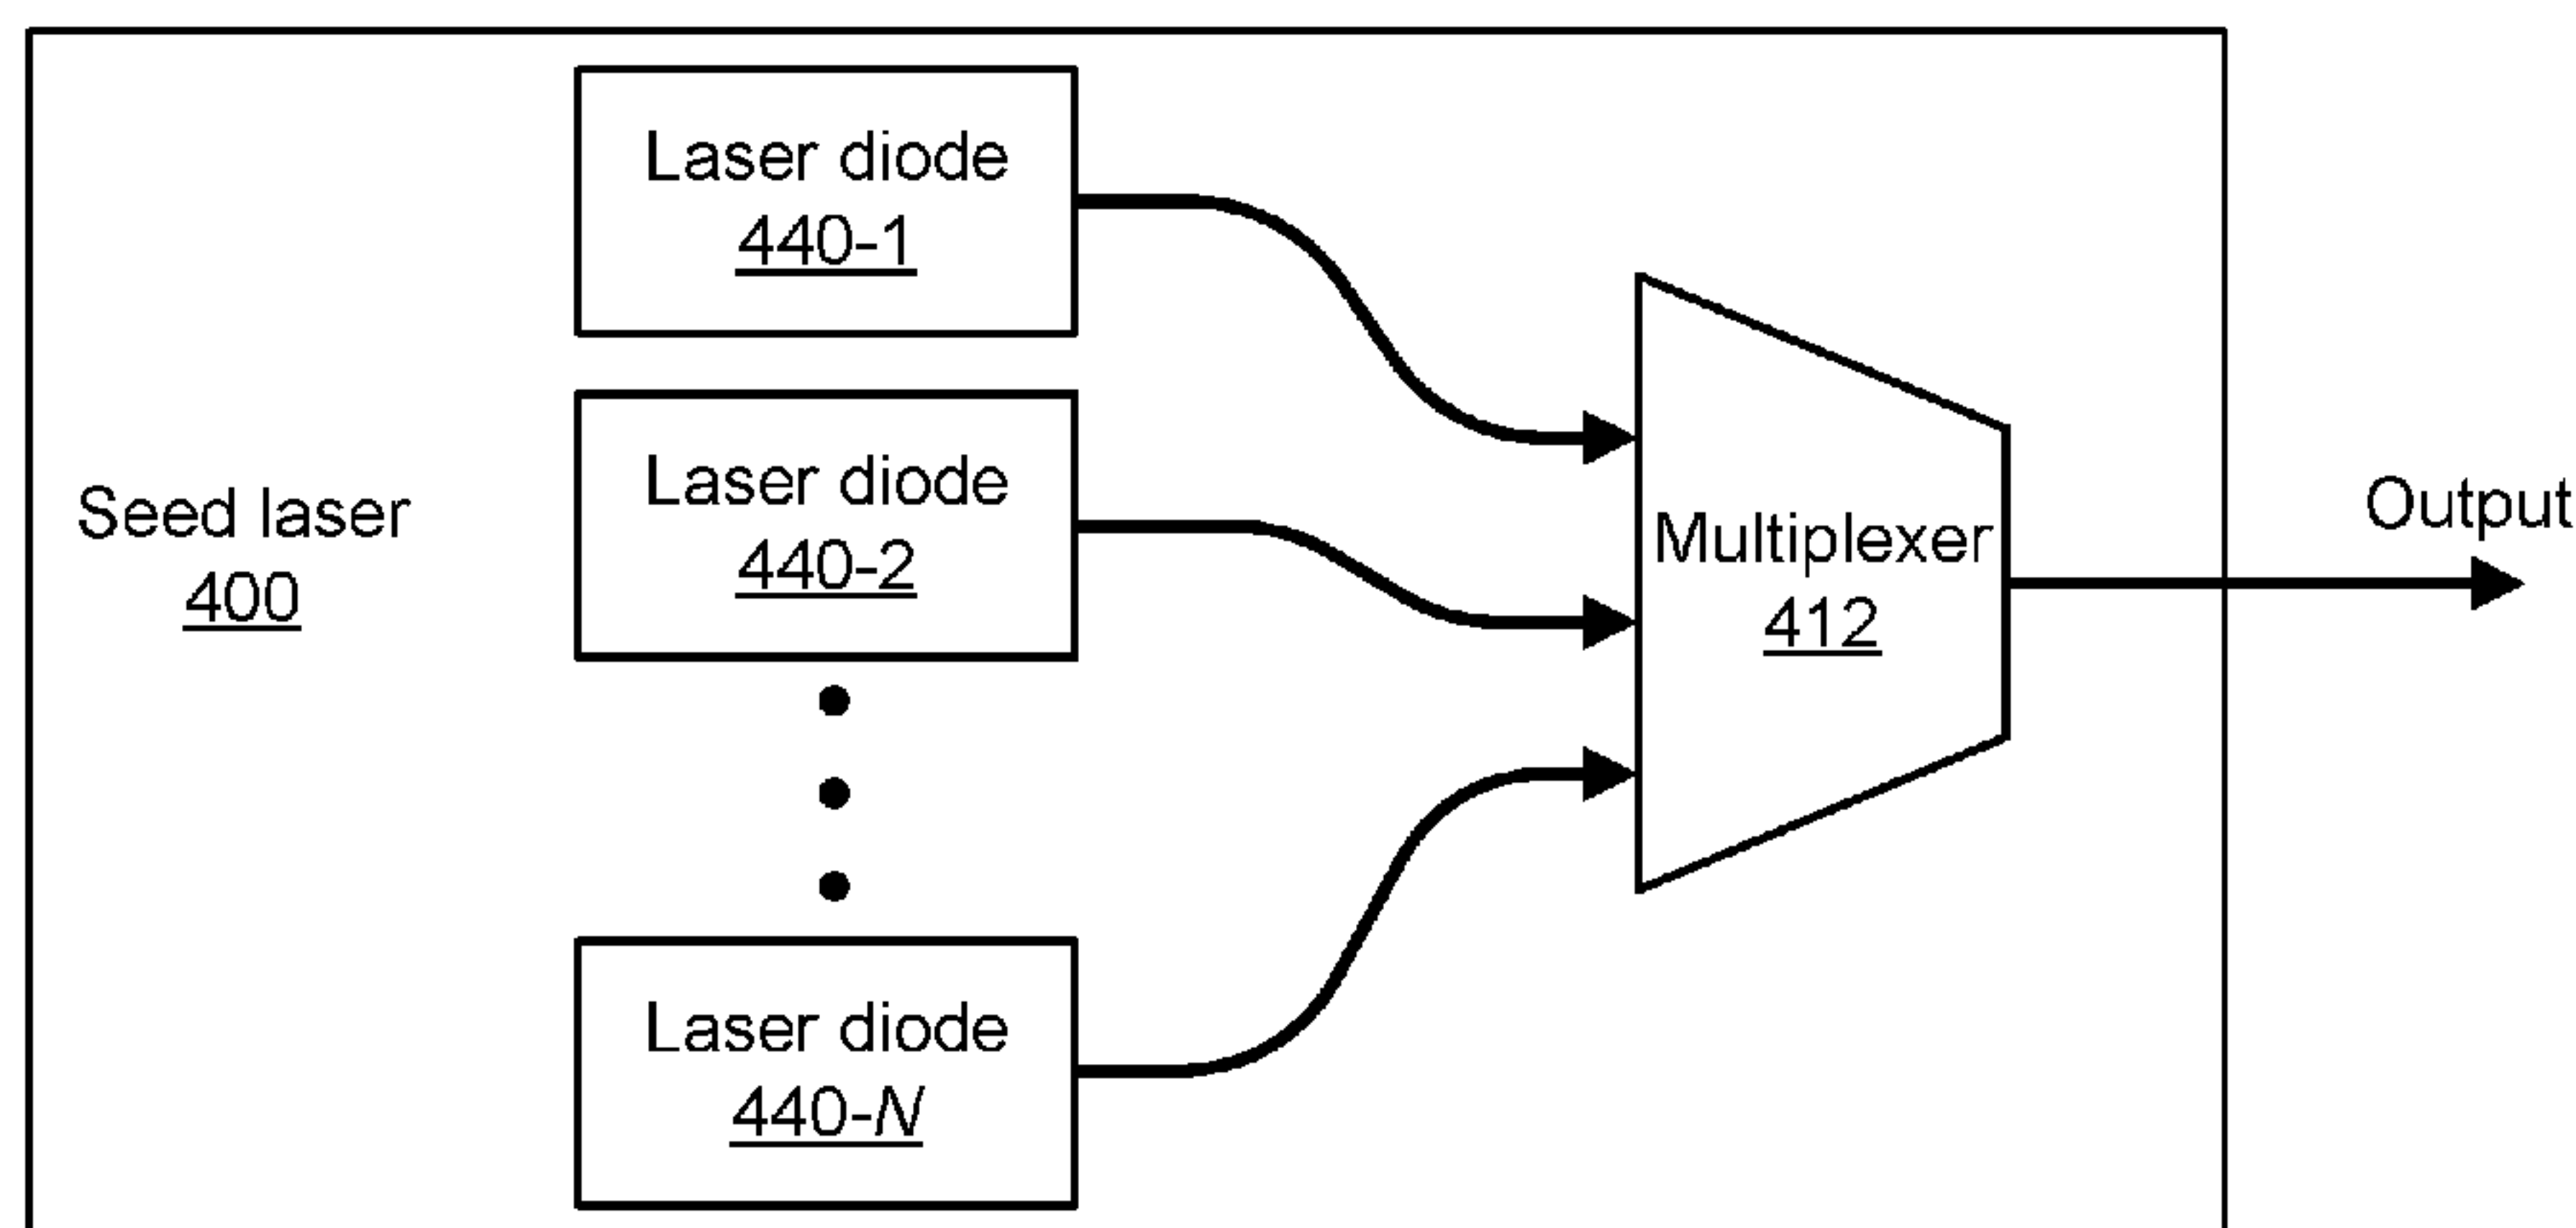 Laser diode
440-1
Laser diode
440-2
Seed laser
400
Multiplexer
412
Output
Laser diode
440-N